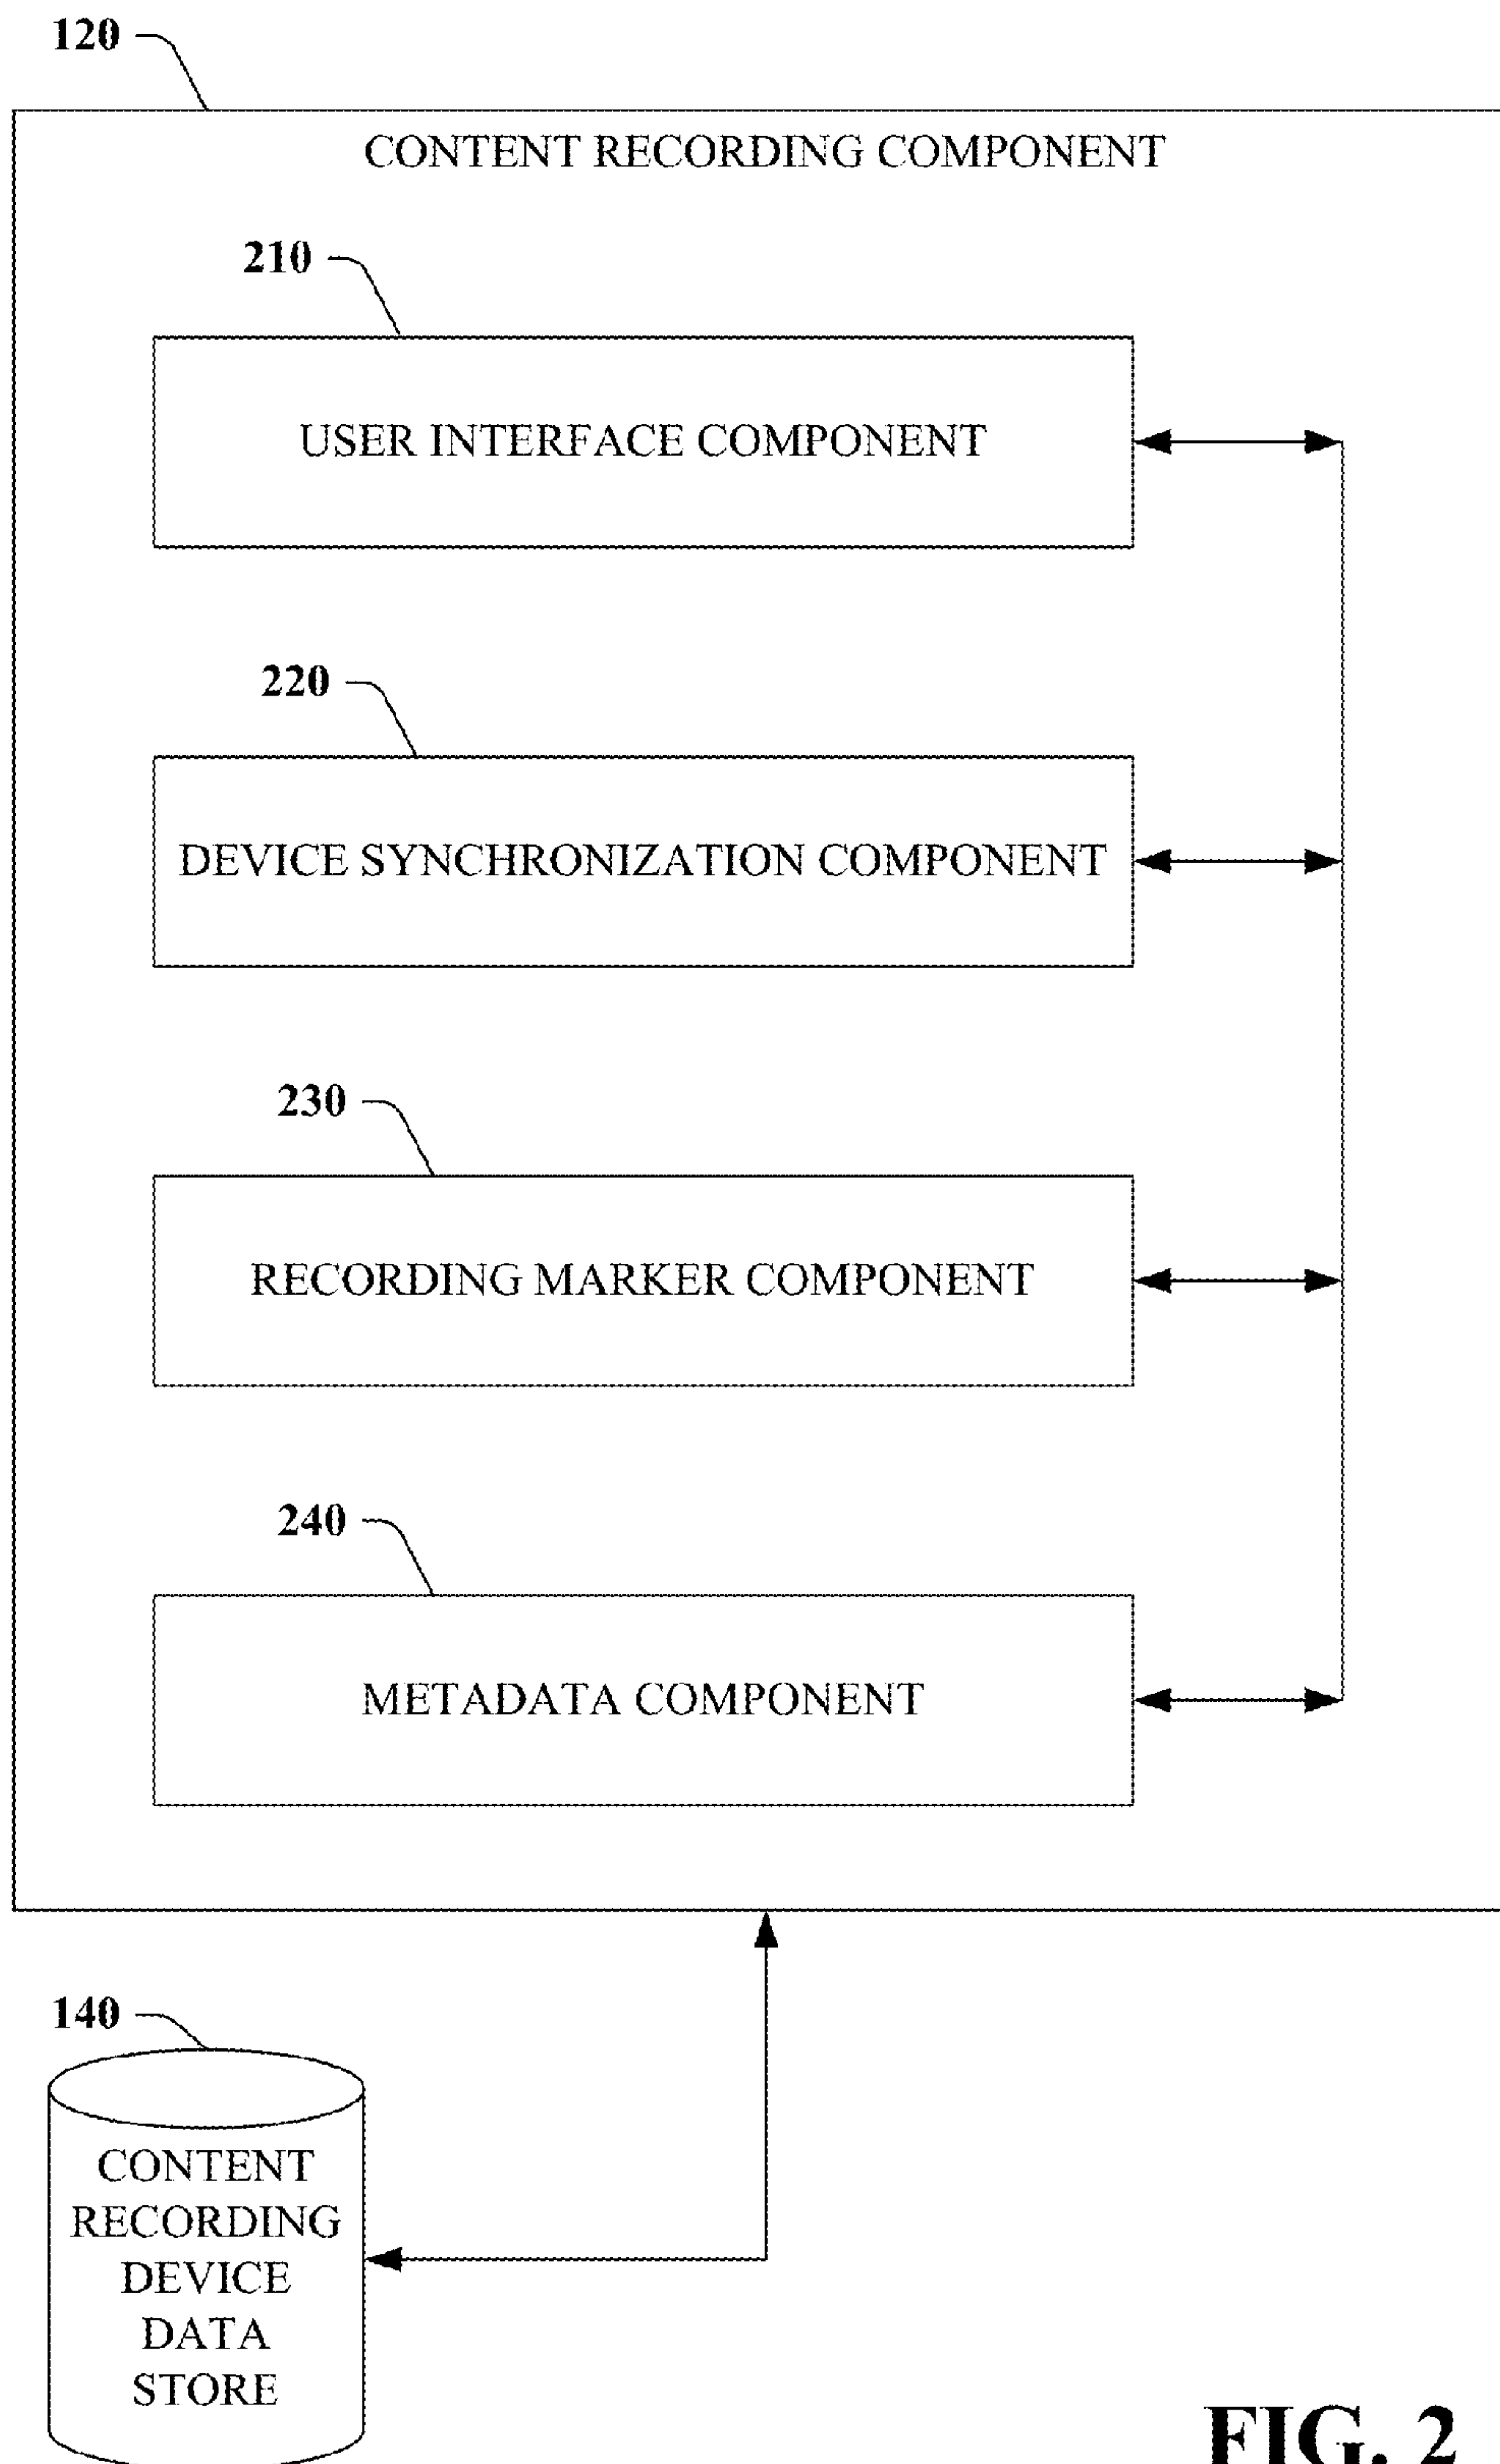 120
CONTENT RECORDING COMPONENT
210
USER INTERFACE COMPONENT
220
DEVICE SYNCHRONIZATION COMPONENT
230
RECORDING MARKER COMPONENT
240
METADATA COMPONENT
140
CONTENT
RECORDING
DEVICE
DATA
STORE
FIG. 2